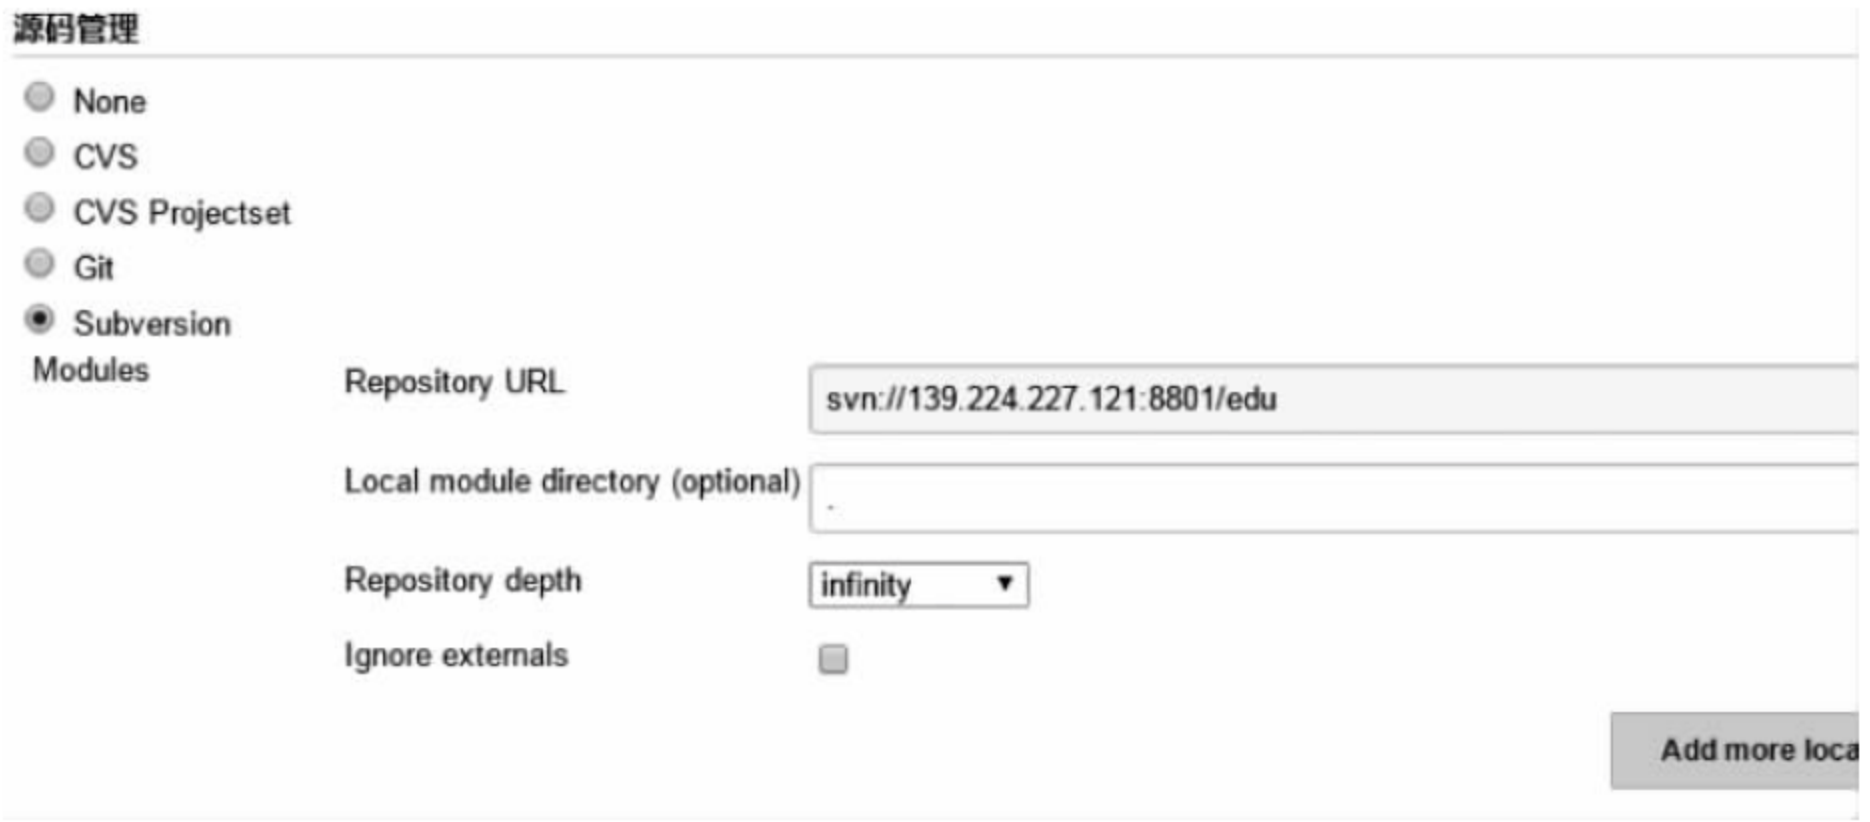 源码管理
None
CVS
CVS Projectset
Git
Subversion
Modules
Repository URL
svn://139.224.227.121:8801/edu
Local module directory (optional)
.
Repository depth
infinity
Ignore externals
Add more loca